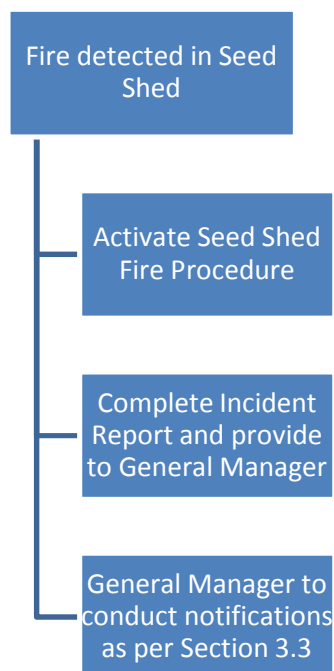 Fire detected in Seed
Shed
Activate Seed Shed
Fire Procedure
Complete Incident
Report and provide
to General Manager
General Manager to
conduct notifications
as per Section 3.3